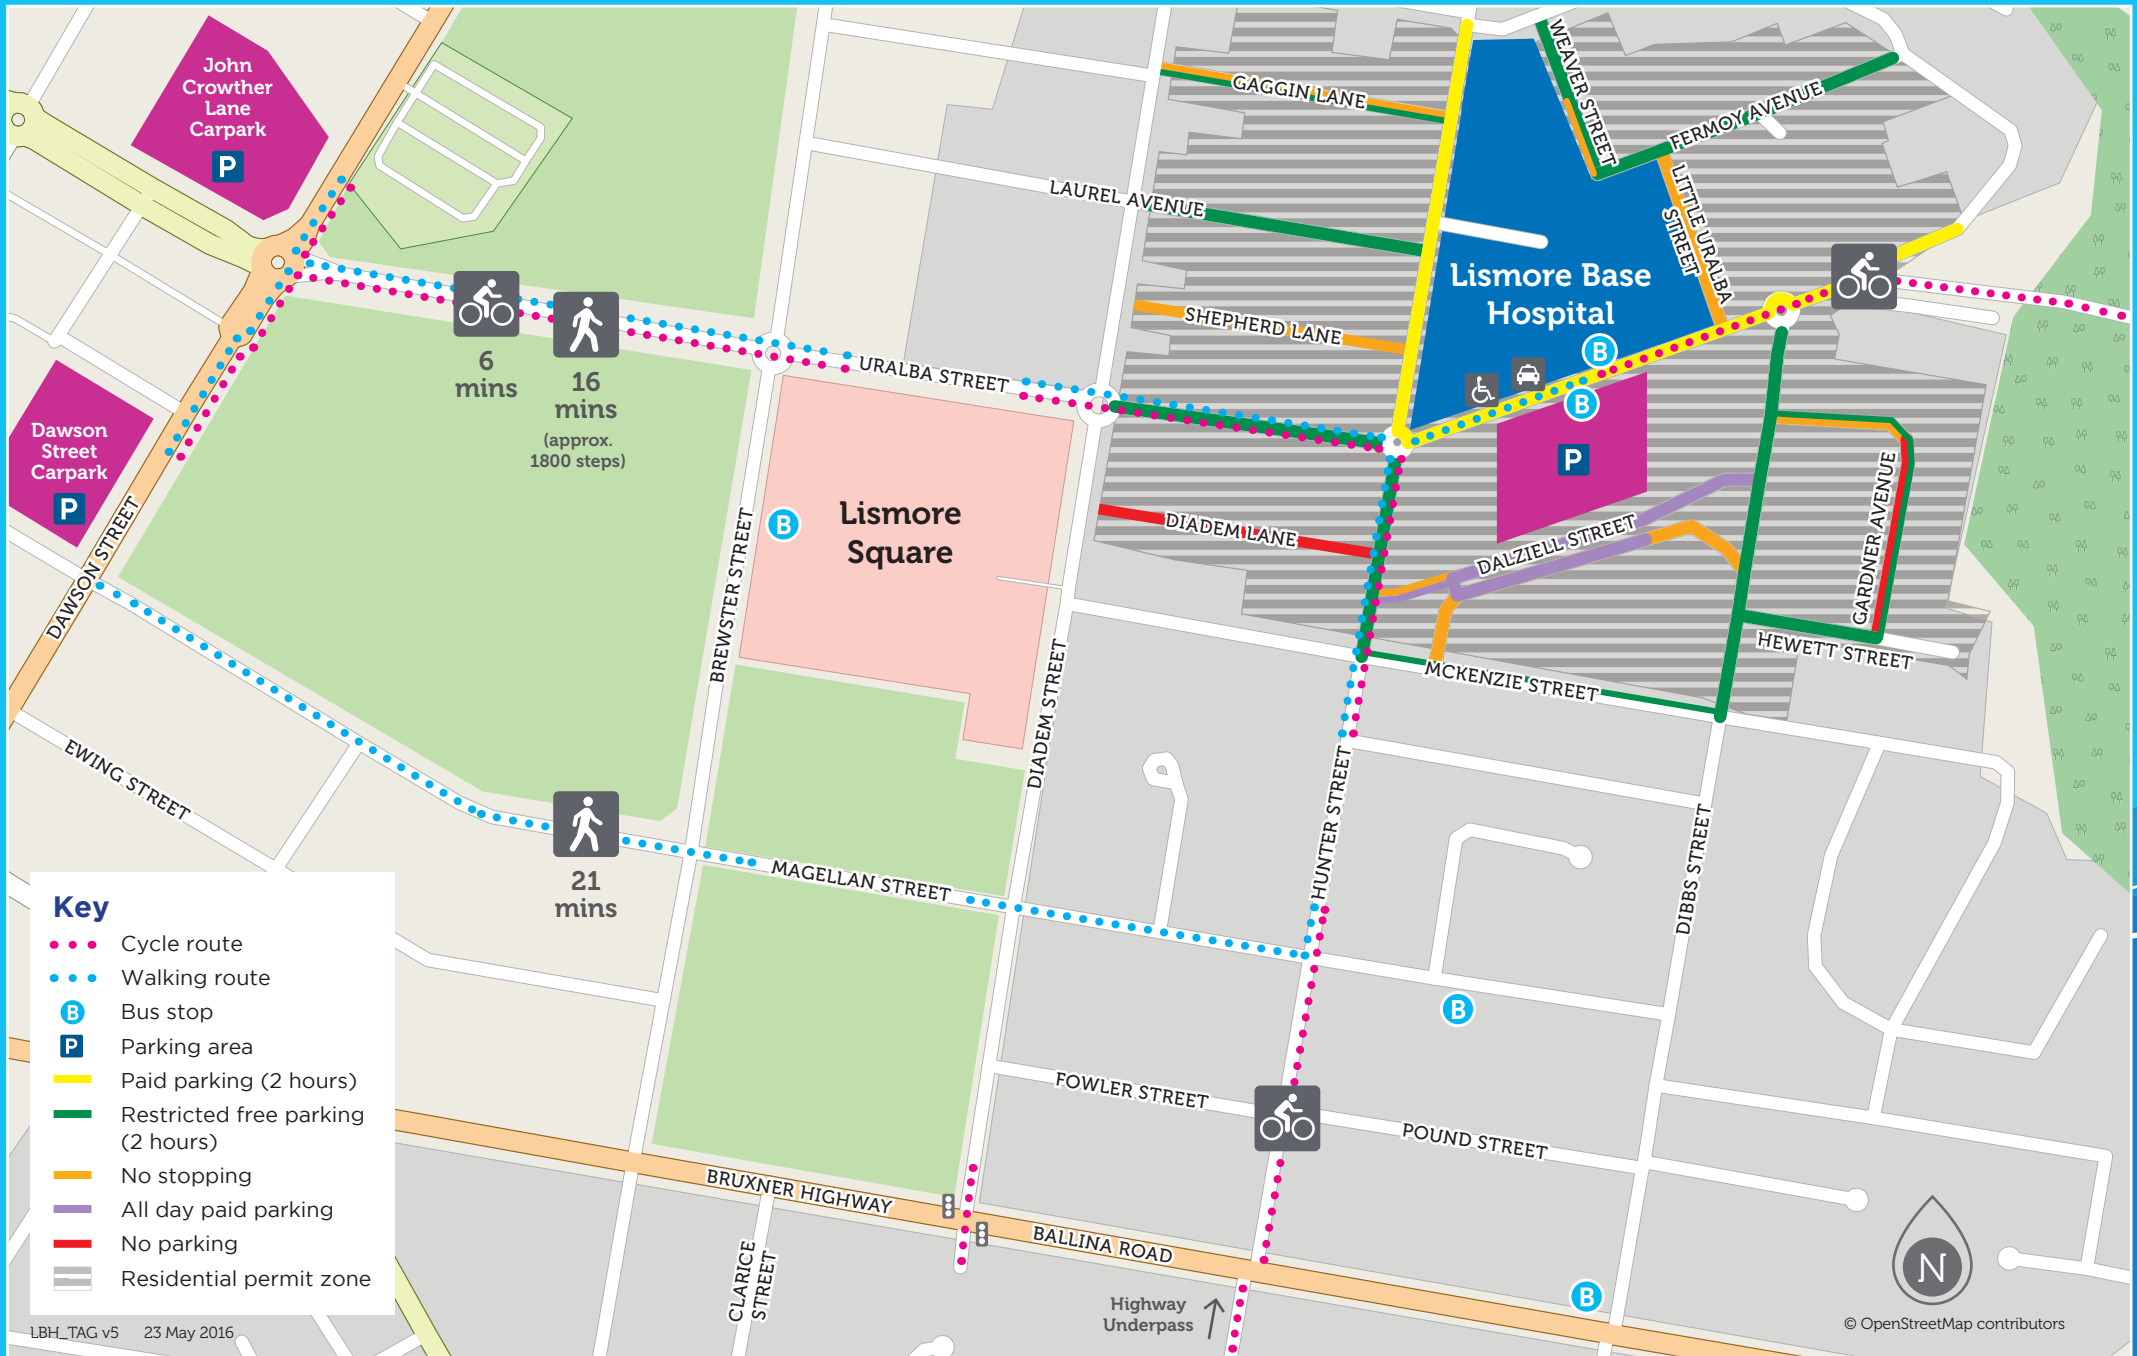 John
Crowther
Lane
Carpark
P
WEAVER STREET
GAGGIN LANE
FERMOY AVENUE
LAUREL AVENUE
LITTLE URALBA
STREET
Lismore Base
Hospital
SHEPHERD LANE
6
mins
16
mins
(approx.
1800 steps)
URALBA STREET
B
B
P
Dawson
Street
Carpark
P
DAWSON STREET
BREWSTER STREET
B
Lismore
Square
DIADEM LANE
DALZIELL STREET
GARDNER AVENUE
HEWETT STREET
MCKENZIE STREET
DIADEM STREET
HUNTER STREET
DIBBS STREET
EWING STREET
21
mins
MAGELLAN STREET
B
FOWLER STREET
POUND STREET
BRUXNER HIGHWAY
BALLINA ROAD
CLARICE
STREET
Highway
Underpass
B
N
Key
Cycle route
Walking route
B Bus stop
P Parking area
Paid parking (2 hours)
Restricted free parking
(2 hours)
No stopping
All day paid parking
No parking
Residential permit zone
LBH_TAG v5 23 May 2016
© OpenStreetMap contributors